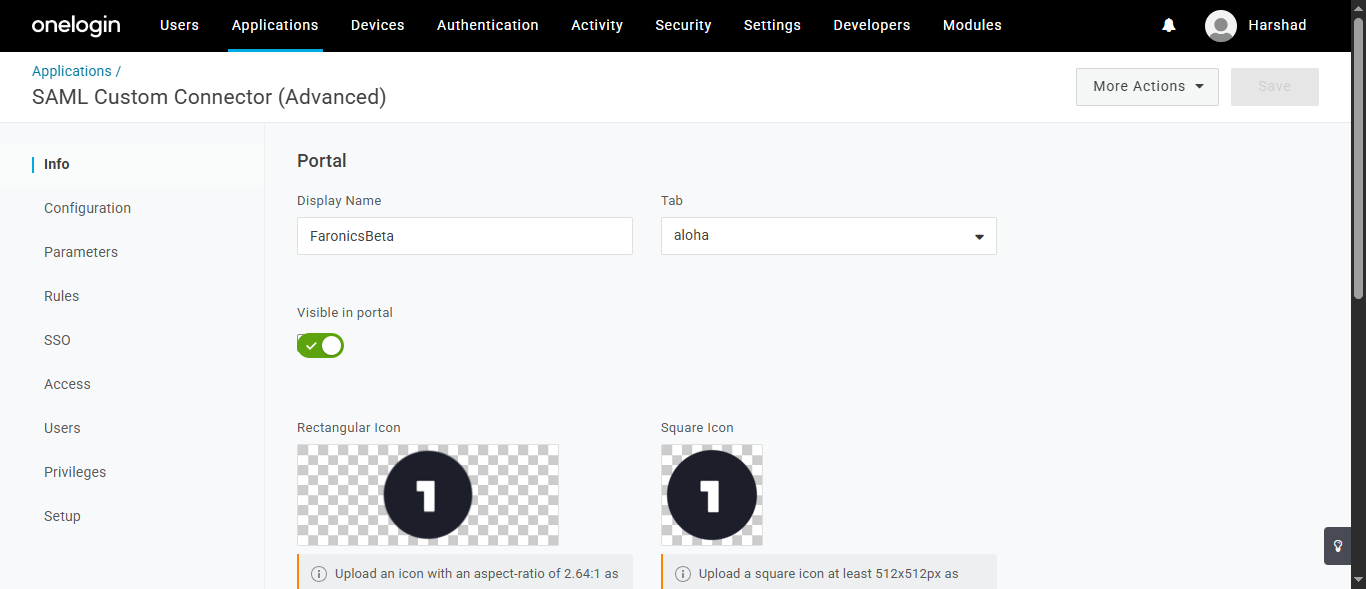 onelogin Users Applications Devices Authentication Activity Security Settings Developers Modules Harshad
Applications /
SAML Custom Connector (Advanced)
More Actions
Save
Info
Configuration
Parameters
Rules
SSO
Access
Users
Privileges
Setup
Portal
Display Name
FaronicsBeta
Tab
aloha
Visible in portal
Rectangular Icon
1
Upload an icon with an aspect-ratio of 2.64:1 as
Square Icon
1
Upload a square icon at least 512x512px as